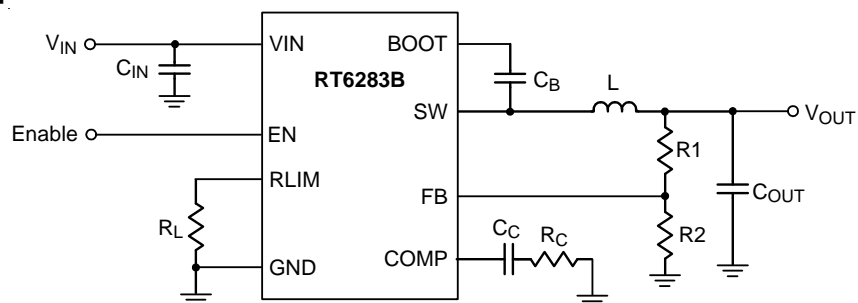 VIN
VIN
BOOT
CIN
RT6283B
CB
L
SW
VOUT
Enable
EN
R1
RLIM
FB
COUT
RL
R2
CC
RC
COMP
GND